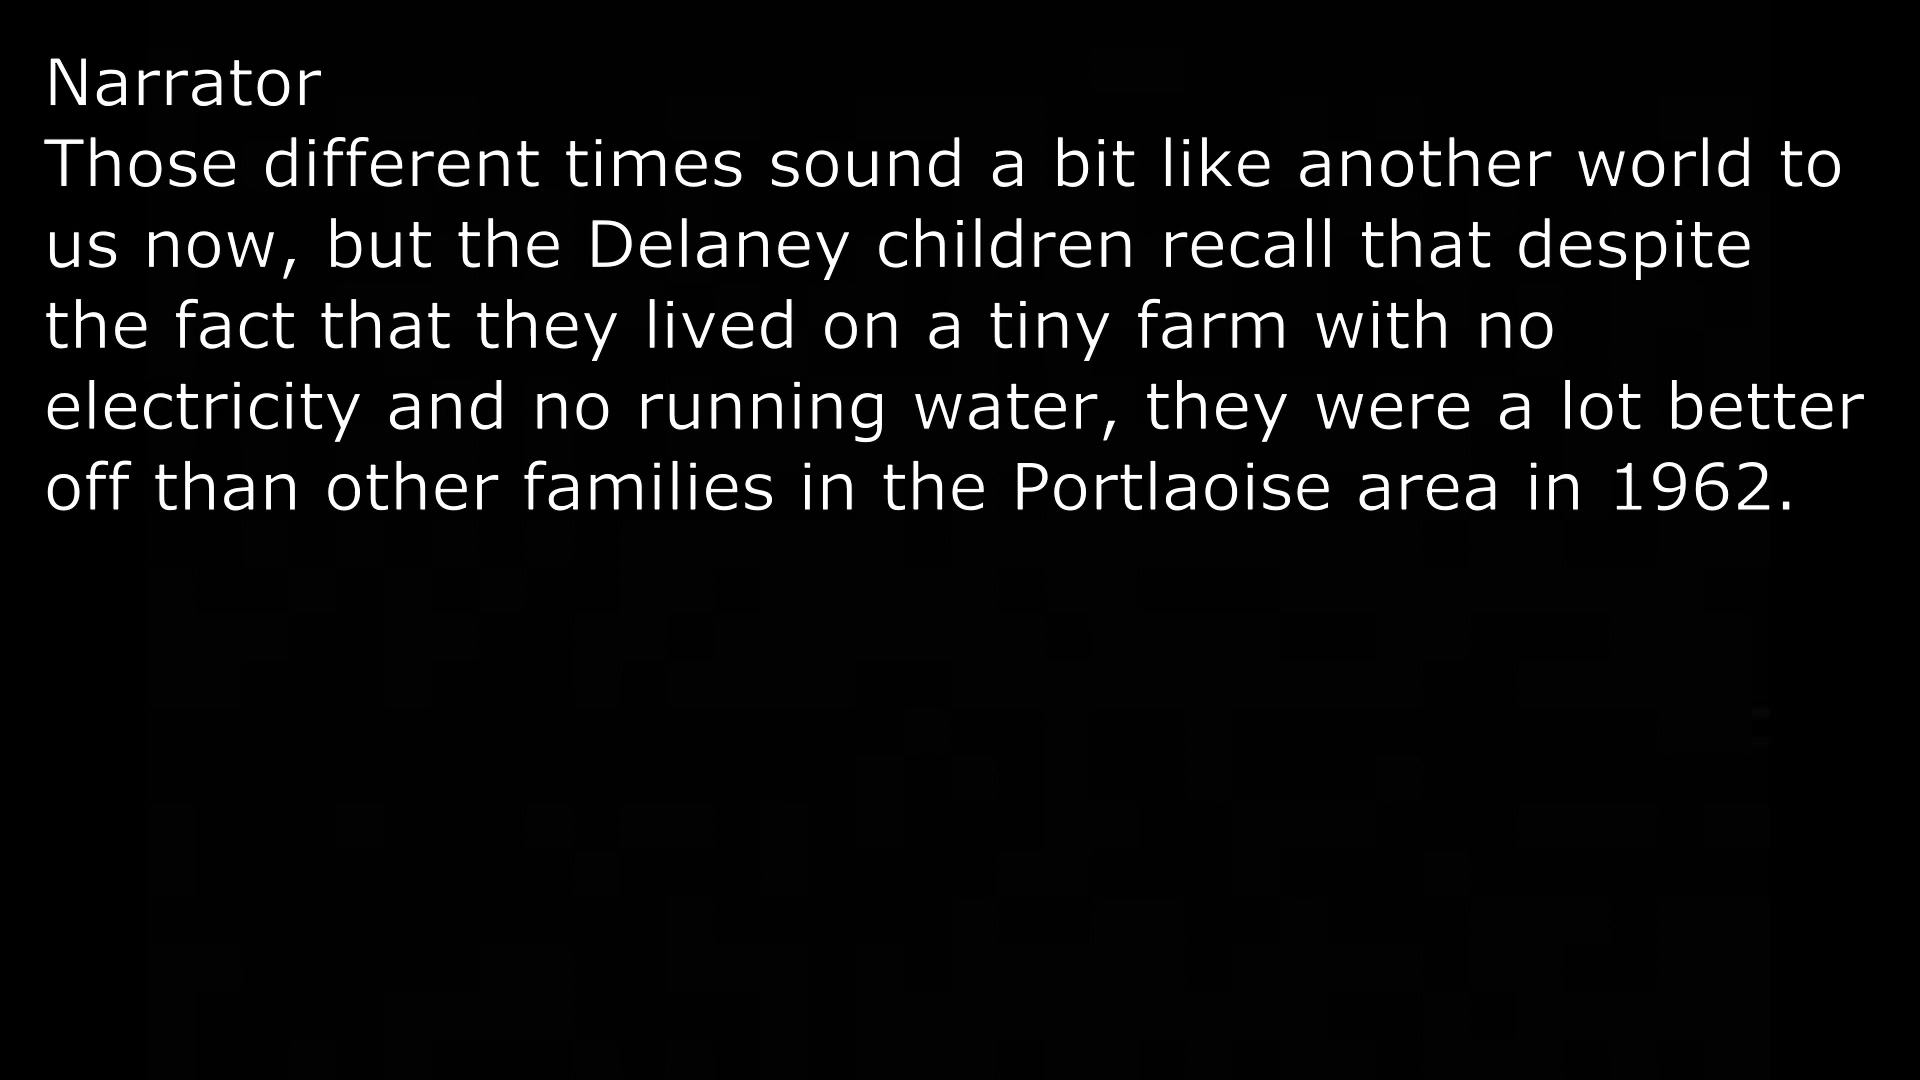 Narrator
Those different times sound a bit like another world to
us now, but the Delaney children recall that despite
the fact that they lived on a tiny farm with no
electricity and no running water, they were a lot better
off than other families in the Portlaoise area in 1962.